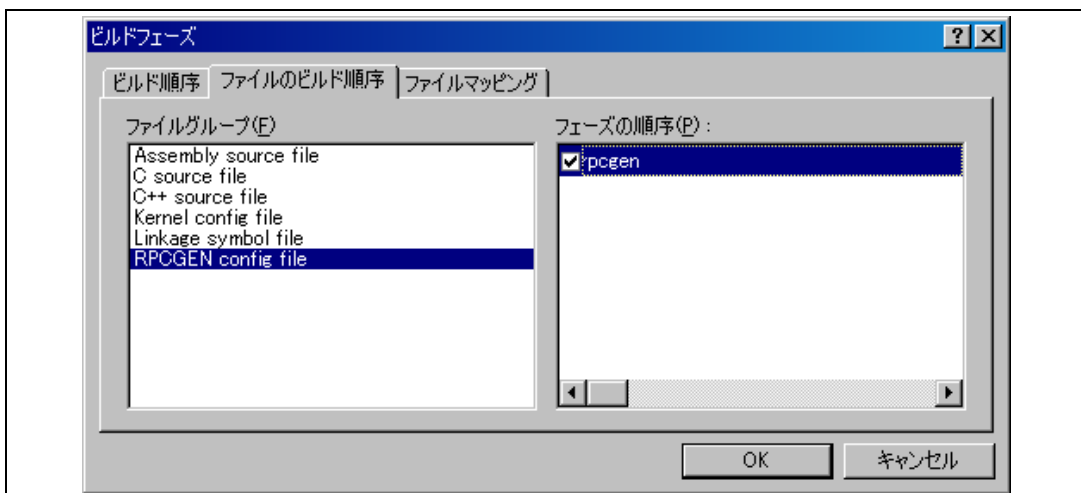 ビルドフェーズ
ビルド順序 ファイルのビルド順序 ファイルマッピング
ファイルグループ(F)
Assembly source file
C source file
C++ source file
Kernel config file
Linkage symbol file
RPCGEN config file
フェーズの順序(P):
rpcgen
OK キャンセル